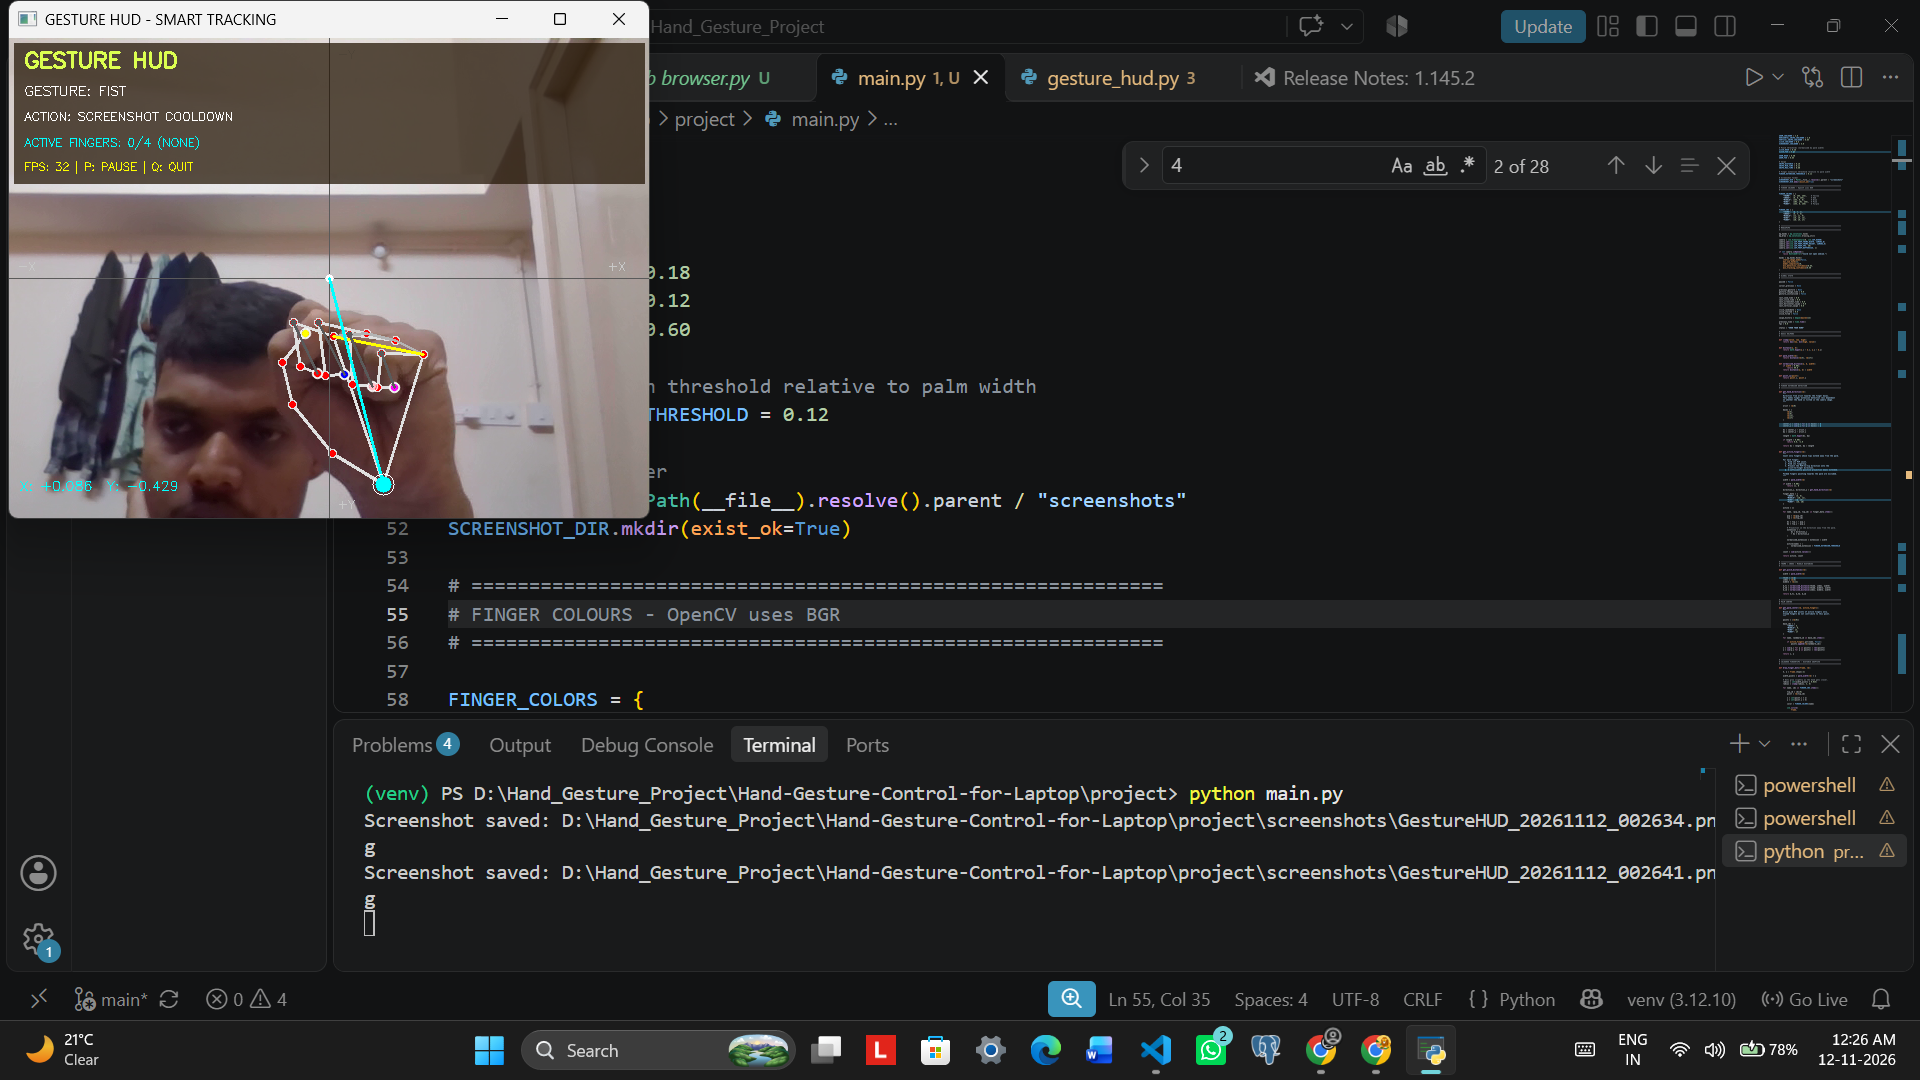 GESTURE HUD - SMART TRACKING
GESTURE HUD
GESTURE: FIST
ACTION: SCREENSHOT COOLDOWN
ACTIVE FINGERS: 0/4 (NONE)
FPS: 32 | P: PAUSE | Q: QUIT
-X
+X
+Y
X: +0.086 Y: -0.429
Hand_Gesture_Project
Update
browser.py U
main.py 1, U
gesture_hud.py 3
Release Notes: 1.145.2
project > main.py > ...
4
Aa
ab
.*
2 of 28
0.18
0.12
0.60
threshold relative to palm width
THRESHOLD = 0.12
er
Path(__file__).resolve().parent / "screenshots"
52 SCREENSHOT_DIR.mkdir(exist_ok=True)
53
54 # ============================================================
55 # FINGER COLOURS - OpenCV uses BGR
56 # ============================================================
57
58 FINGER_COLORS = {
Problems 4
Output
Debug Console
Terminal
Ports
(venv) PS D:\Hand_Gesture_Project\Hand-Gesture-Control-for-Laptop\project> python main.py
Screenshot saved: D:\Hand_Gesture_Project\Hand-Gesture-Control-for-Laptop\project\screenshots\GestureHUD_20261112_002634.pn
g
Screenshot saved: D:\Hand_Gesture_Project\Hand-Gesture-Control-for-Laptop\project\screenshots\GestureHUD_20261112_002641.pn
g
powershell
powershell
python pr...
1
main*
0
4
Ln 55, Col 35
Spaces: 4
UTF-8
CRLF
{ } Python
venv (3.12.10)
Go Live
21°C
Clear
Search
L
W
2
ENG
IN
78%
12:26 AM
12-11-2026